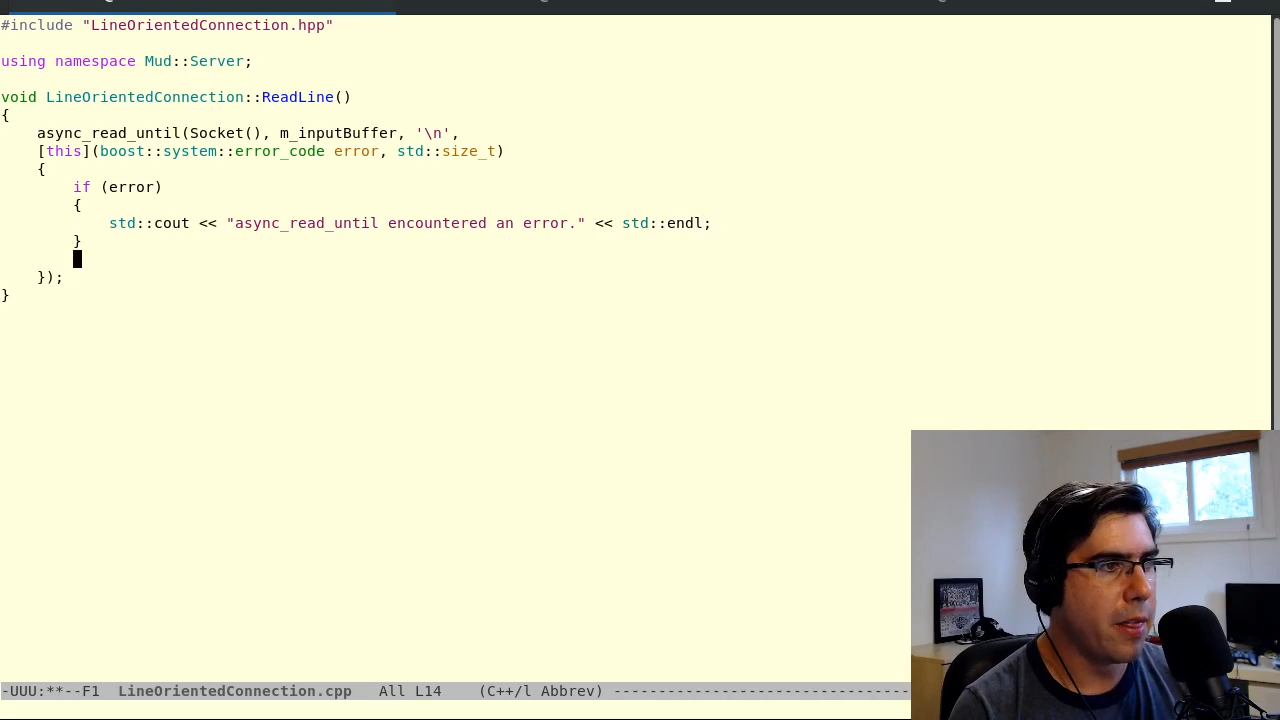 #include "LineOrientedConnection.hpp"
using namespace Mud::Server;
void LineOrientedConnection::ReadLine()
{
async_read_until(Socket(), m_inputBuffer, '\n',
[this](boost::system::error_code error, std::size_t)
{
if (error)
{
std::cout << "async_read_until encountered an error." << std::endl;
}
});
}
-UUU:**--F1  LineOrientedConnection.cpp   All L14    (C++/l Abbrev) ---------------------------------